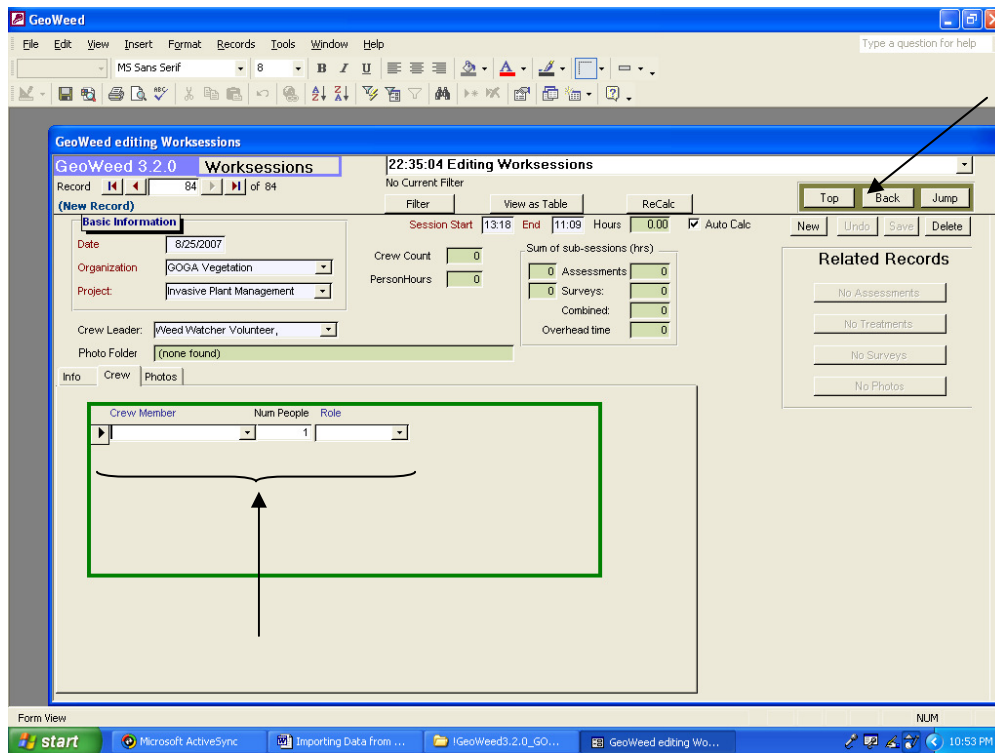 GeoWeed
File Edit View Insert Format Records Tools Window Help Type a question for help
MS Sans Serif 8 B I U
GeoWeed editing Worksessions
GeoWeed 3.2.0 Worksessions 22:35:04 Editing Worksessions
Record 84 of 84 No Current Filter
(New Record) Filter View as Table ReCalc Top Back Jump
Basic Information Session Start 13:18 End 11:09 Hours 0.00 Auto Calc New Undo Save Delete
Date 8/25/2007 Crew Count 0 Sum of sub-sessions (hrs) Related Records
Organization GOGA Vegetation PersonHours 0 0 Assessments 0
Project: Invasive Plant Management 0 Surveys: 0 No Assessments
Combined: 0
Crew Leader: Weed Watcher Volunteer, Overhead time 0 No Treatments
Photo Folder (none found) No Surveys
Info Crew Photos No Photos
Crew Member Num People Role
1
Form View NUM
start Microsoft ActiveSync Importing Data from ... !GeoWeed3.2.0_GO... GeoWeed editing Wo... 10:53 PM